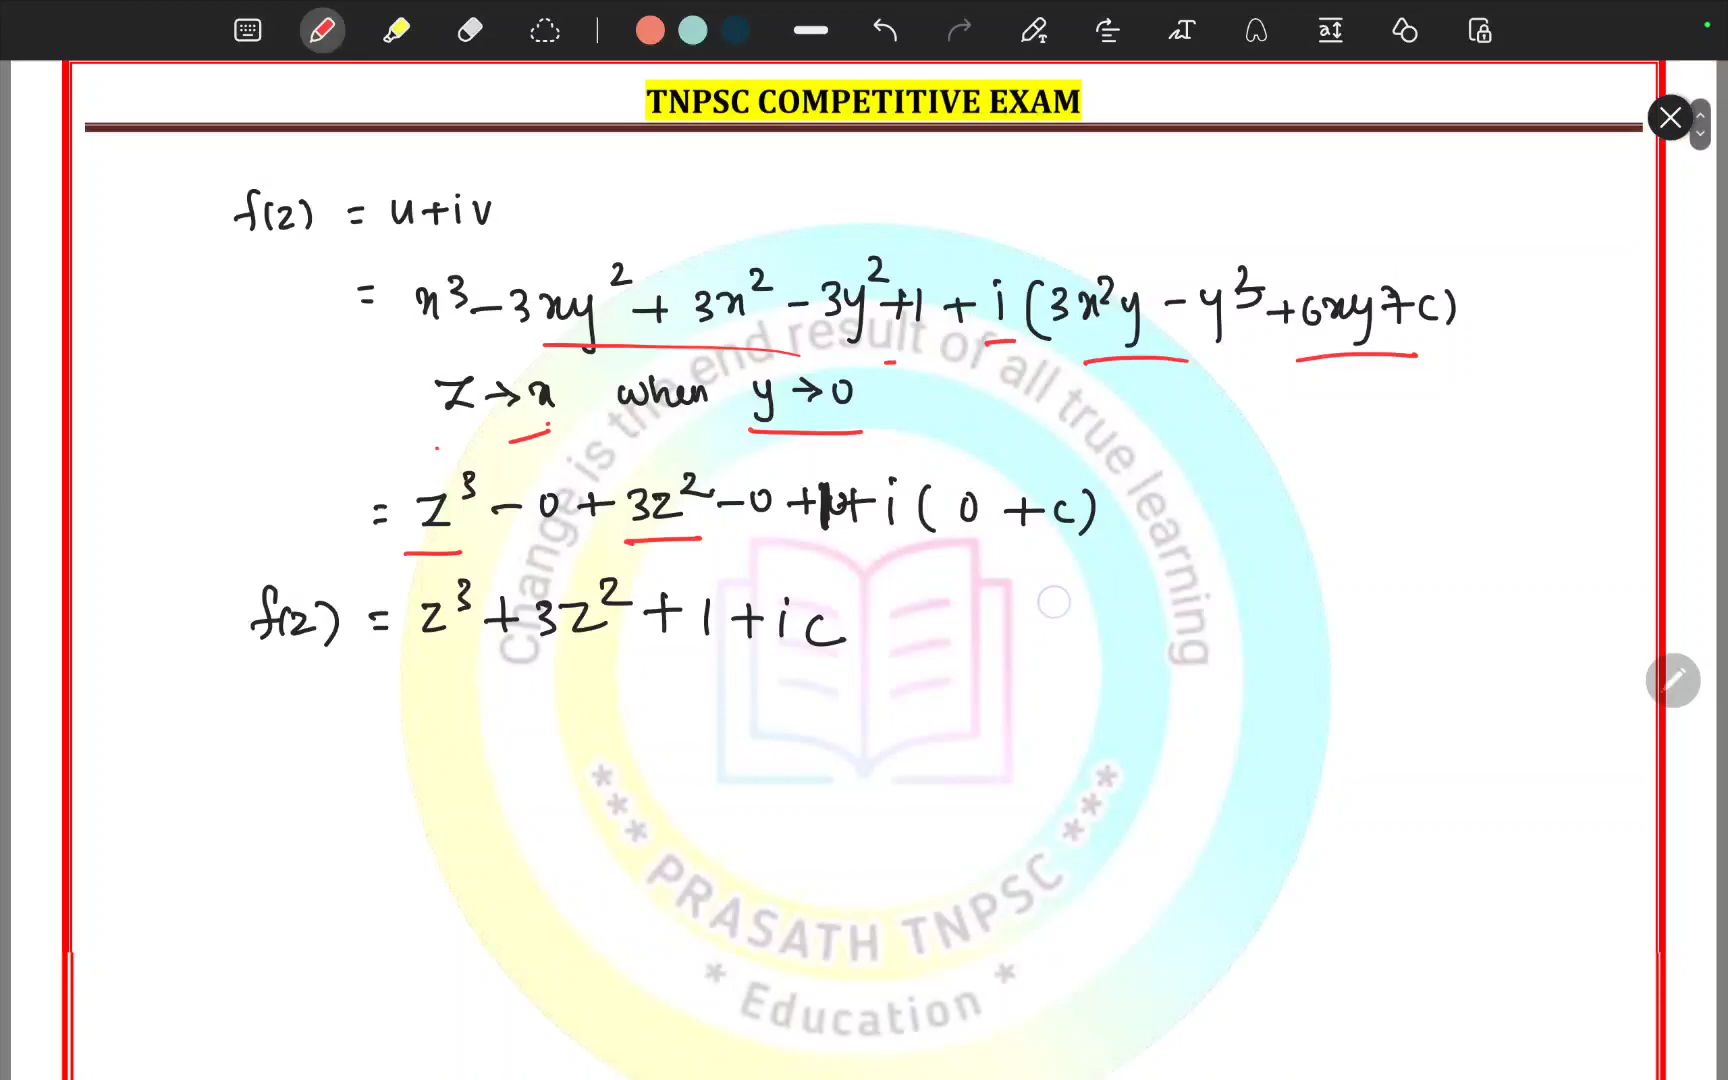 TNPSC COMPETITIVE EXAM
f(z) = u+iv
= x³ - 3xy² + 3x² - 3y² + 1 + i (3x²y - y³ + 6xy + c)
z → x when y → 0
= z³ - 0 + 3z² - 0 + 1 + i ( 0 + c)
f(z) = z³ + 3z² + 1 + i c
Change is the end result of all true learning
*** PRASATH TNPSC ***
* Education *